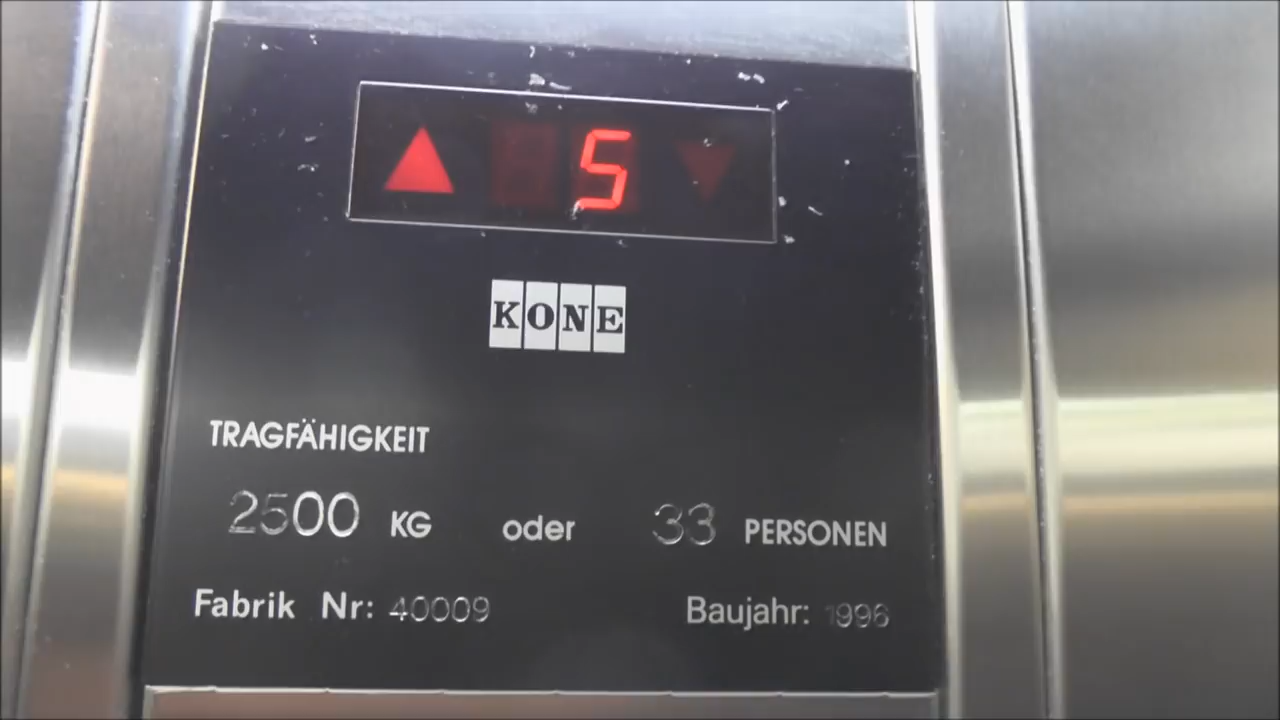 5
KONE
TRAGFÄHIGKEIT
2500 KG oder 33 PERSONEN
Fabrik Nr: 40009 Baujahr: 1996